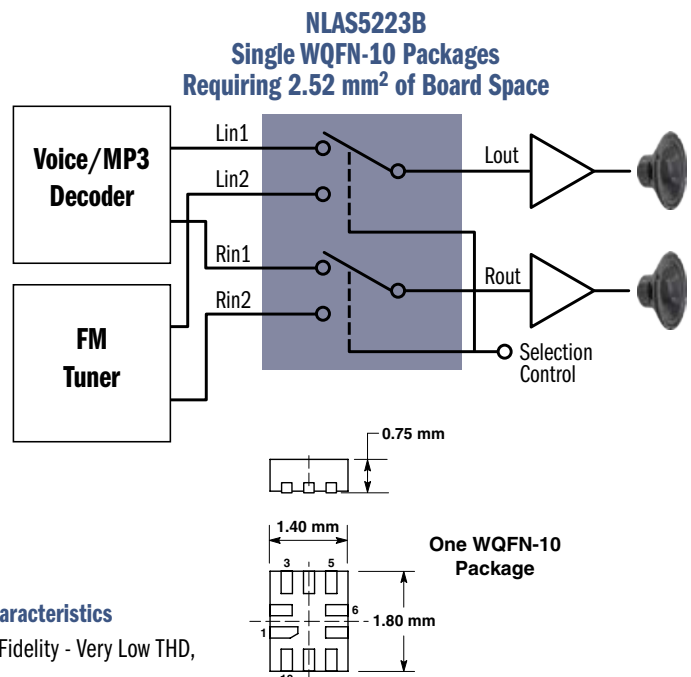 NLAS5223B
Single WQFN-10 Packages
Requiring 2.52 mm² of Board Space
Voice/MP3
Decoder
Lin1
Lin2
Rin1
Rin2
Lout
Rout
FM
Tuner
Selection
Control
0.75 mm
1.40 mm
One WQFN-10
Package
3
5
6
1
1.80 mm
10
aracteristics
Fidelity - Very Low THD,